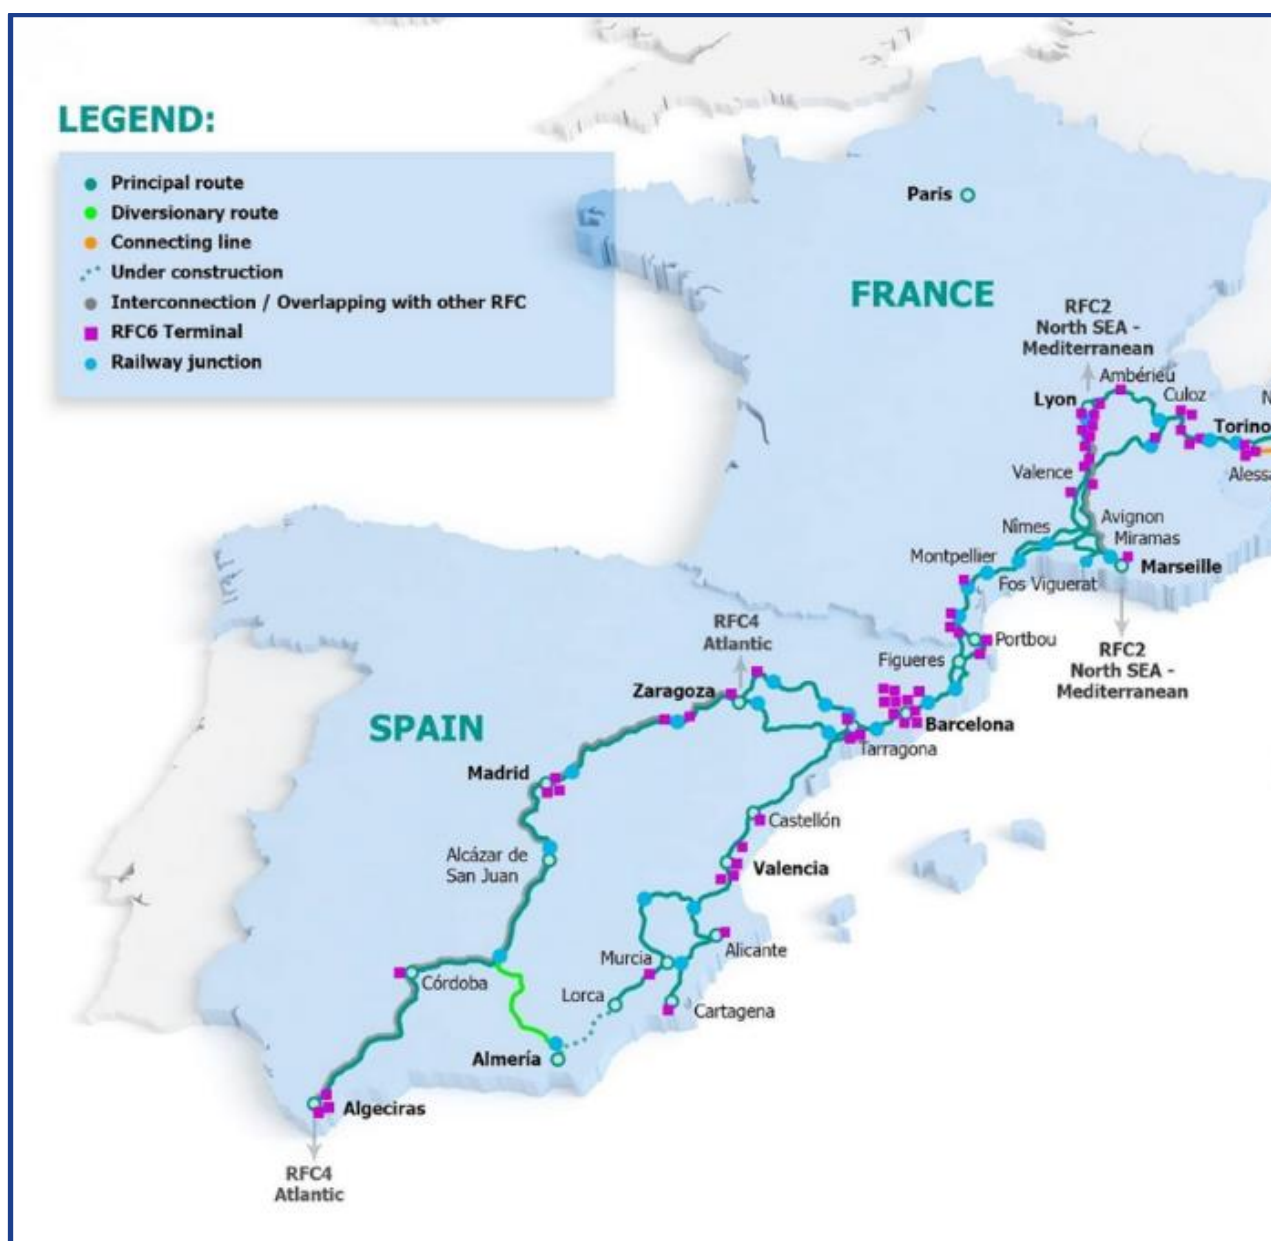 LEGEND:
Principal route
Diversionary route
Connecting line
Under construction
Interconnection / Overlapping with other RFC
RFC6 Terminal
Railway junction
Paris
FRANCE
RFC2
North SEA -
Mediterranean
Ambérieu
Lyon
Culoz
N
Torino
Valence
Alessa
Nîmes
Avignon
Miramas
Montpellier
Fos Viguerat
Marseille
RFC4
Atlantic
Portbou
Figueres
RFC2
North SEA -
Mediterranean
Zaragoza
SPAIN
Barcelona
Tarragona
Madrid
Castellón
Alcázar de
San Juan
Valencia
Murcia
Alicante
Córdoba
Lorca
Cartagena
Almería
Algeciras
RFC4
Atlantic